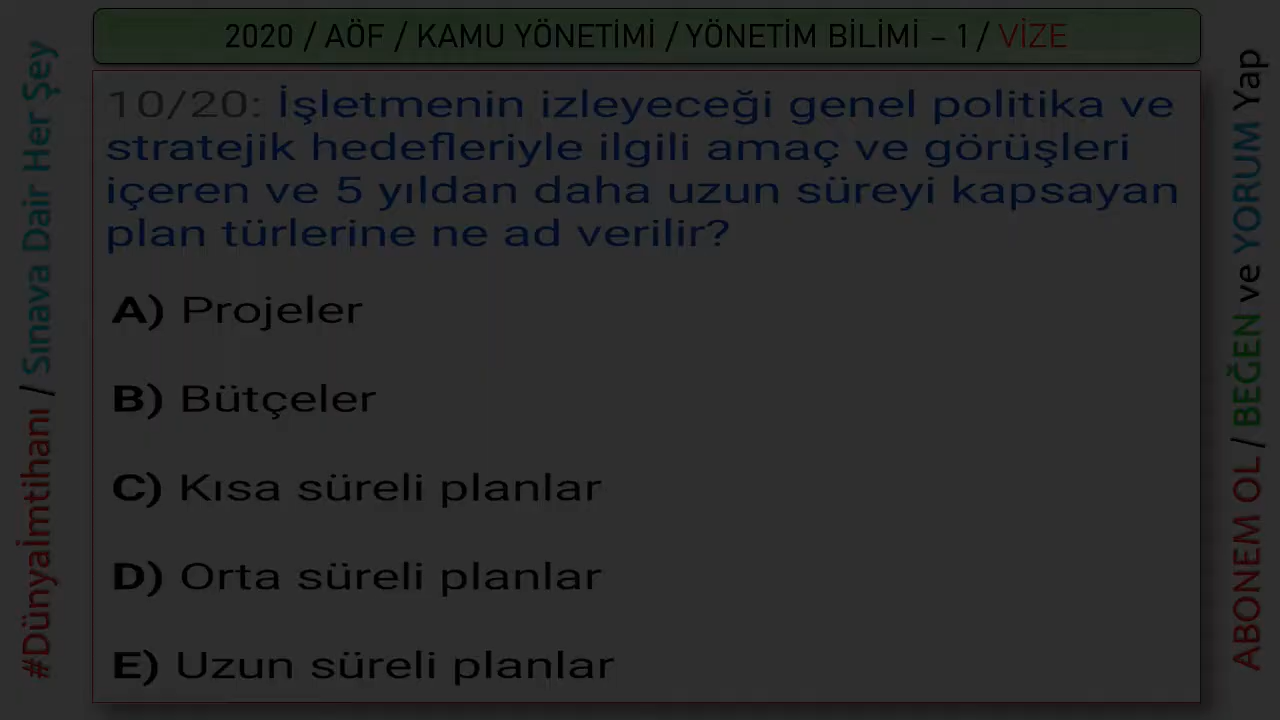 2020 / AÖF / KAMU YÖNETİMİ / YÖNETİM BİLİMİ – 1 / VİZE
#Dünyaİmtihanı / Sınava Dair Her Şey
10/20: İşletmenin izleyeceği genel politika ve
stratejik hedefleriyle ilgili amaç ve görüşleri
içeren ve 5 yıldan daha uzun süreyi kapsayan
plan türlerine ne ad verilir?
A) Projeler
B) Bütçeler
C) Kısa süreli planlar
D) Orta süreli planlar
E) Uzun süreli planlar
ABONEM OL / BEĞEN ve YORUM Yap